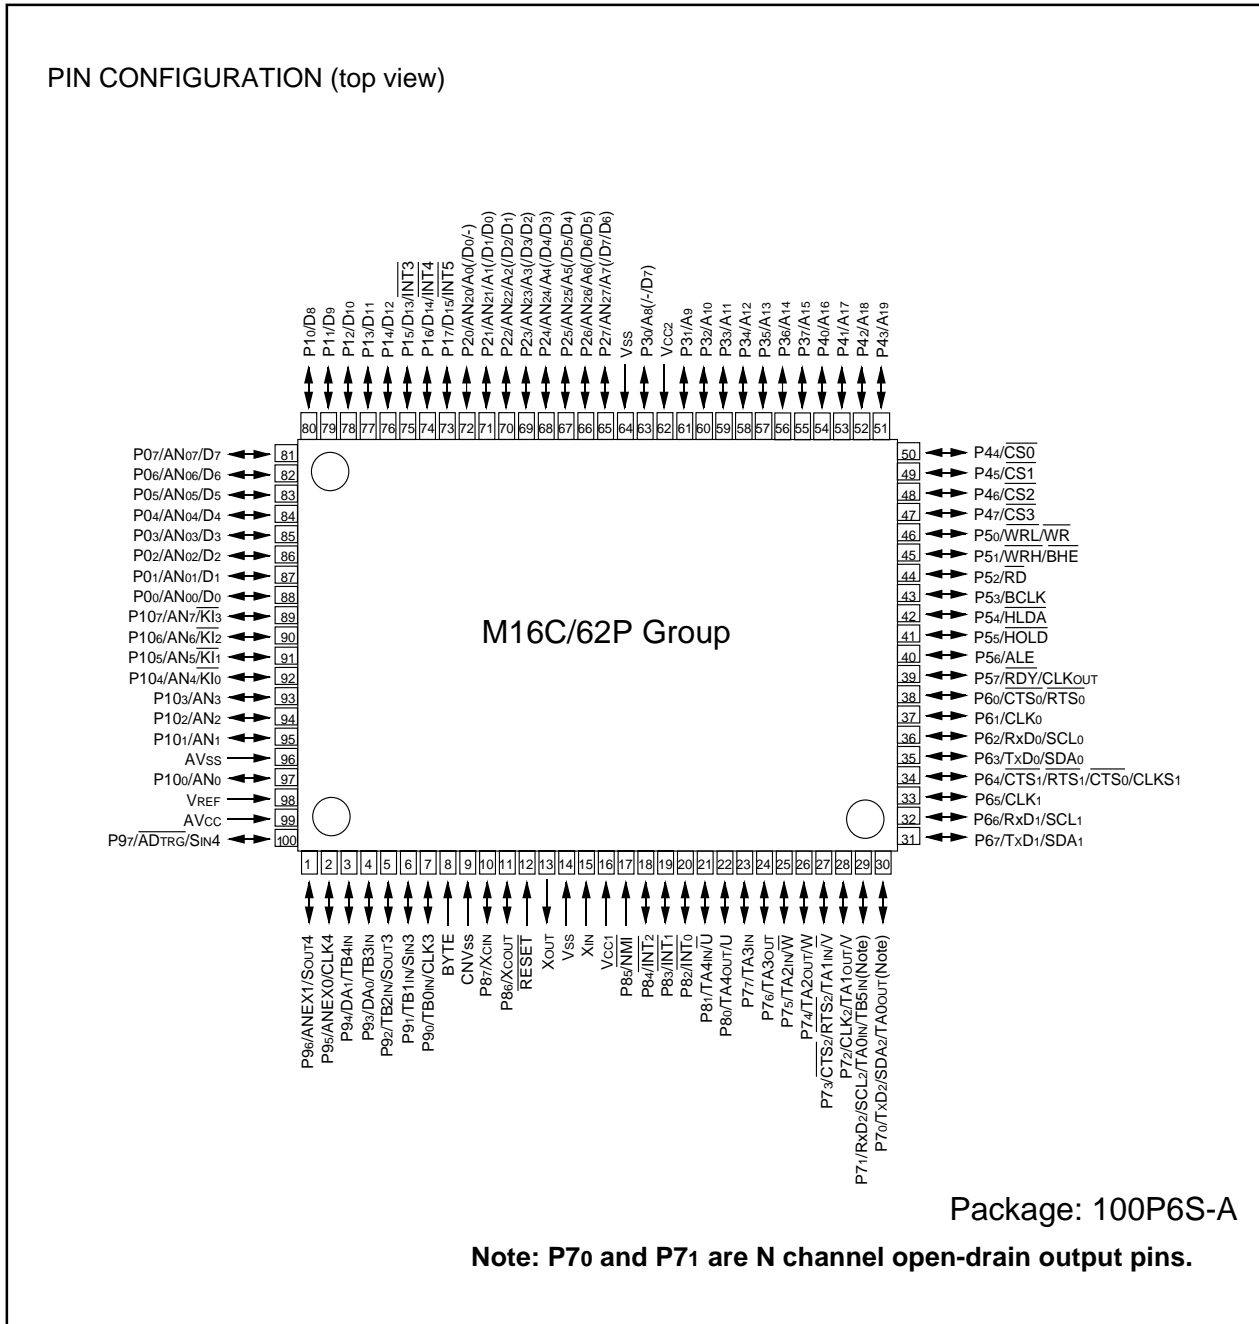 PIN CONFIGURATION (top view)
P10/D8
P11/D9
P12/D10
P13/D11
P14/D12
P15/D13/INT3
P16/D14/INT4
P17/D15/INT5
P20/AN20/A0(/D0/-)
P21/AN21/A1(/D1/D0)
P22/AN22/A2(/D2/D1)
P23/AN23/A3(/D3/D2)
P24/AN24/A4(/D4/D3)
P25/AN25/A5(/D5/D4)
P26/AN26/A6(/D6/D5)
P27/AN27/A7(/D7/D6)
VSS
P30/A8(/-/D7)
VCC2
P31/A9
P32/A10
P33/A11
P34/A12
P35/A13
P36/A14
P37/A15
P40/A16
P41/A17
P42/A18
P43/A19
80 79 78 77 76 75 74 73 72 71 70 69 68 67 66 65 64 63 62 61 60 59 58 57 56 55 54 53 52 51
P07/AN07/D7 81
P06/AN06/D6 82
P05/AN05/D5 83
P04/AN04/D4 84
P03/AN03/D3 85
P02/AN02/D2 86
P01/AN01/D1 87
P00/AN00/D0 88
P107/AN7/KI3 89
P106/AN6/KI2 90
P105/AN5/KI1 91
P104/AN4/KI0 92
P103/AN3 93
P102/AN2 94
P101/AN1 95
AVSS 96
P100/AN0 97
VREF 98
AVCC 99
P97/ADTRG/SIN4 100
M16C/62P Group
50 P44/CS0
49 P45/CS1
48 P46/CS2
47 P47/CS3
46 P50/WRL/WR
45 P51/WRH/BHE
44 P52/RD
43 P53/BCLK
42 P54/HLDA
41 P55/HOLD
40 P56/ALE
39 P57/RDY/CLKOUT
38 P60/CTS0/RTS0
37 P61/CLK0
36 P62/RxD0/SCL0
35 P63/TxD0/SDA0
34 P64/CTS1/RTS1/CTS0/CLKS1
33 P65/CLK1
32 P66/RxD1/SCL1
31 P67/TxD1/SDA1
1 2 3 4 5 6 7 8 9 10 11 12 13 14 15 16 17 18 19 20 21 22 23 24 25 26 27 28 29 30
P96/ANEX1/SOUT4
P95/ANEX0/CLK4
P94/DA1/TB4IN
P93/DA0/TB3IN
P92/TB2IN/SOUT3
P91/TB1IN/SIN3
P90/TB0IN/CLK3
BYTE
CNVSS
P87/XCIN
P86/XCOUT
RESET
XOUT
VSS
XIN
VCC1
P85/NMI
P84/INT2
P83/INT1
P82/INT0
P81/TA4IN/U
P80/TA4OUT/U
P77/TA3IN
P76/TA3OUT
P75/TA2IN/W
P74/TA2OUT/W
P73/CTS2/RTS2/TA1IN/V
P72/CLK2/TA1OUT/V
P71/RxD2/SCL2/TA0IN/TB5IN(Note)
P70/TxD2/SDA2/TA0OUT(Note)
Package: 100P6S-A
Note: P70 and P71 are N channel open-drain output pins.